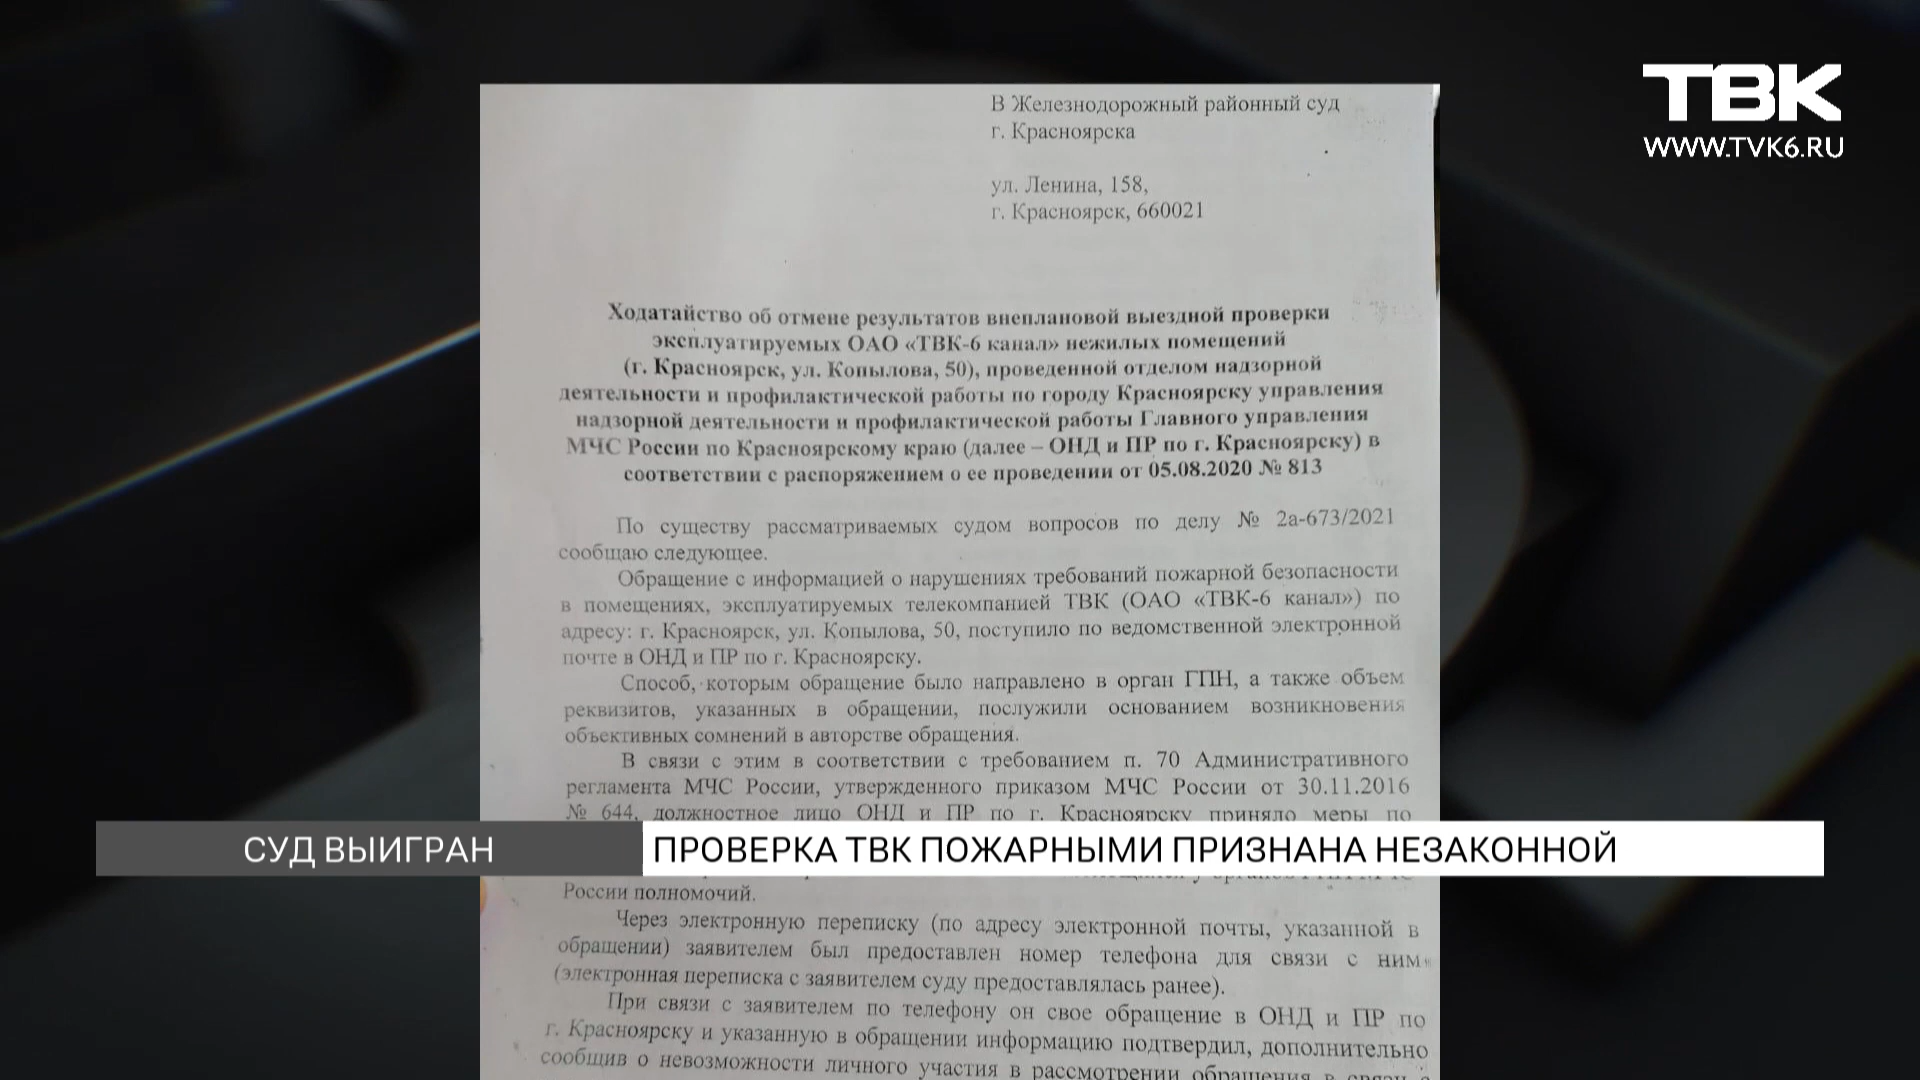 ТВК
WWW.TVK6.RU
В Железнодорожный районный суд
г. Красноярска
ул. Ленина, 158,
г. Красноярск, 660021
Ходатайство об отмене результатов внеплановой выездной проверки
эксплуатируемых ОАО «ТВК-6 канал» нежилых помещений
(г. Красноярск, ул. Копылова, 50), проведенной отделом надзорной
деятельности и профилактической работы по городу Красноярску управления
надзорной деятельности и профилактической работы Главного управления
МЧС России по Красноярскому краю (далее – ОНД и ПР по г. Красноярску) в
соответствии с распоряжением о ее проведении от 05.08.2020 № 813
По существу рассматриваемых судом вопросов по делу № 2а-673/2021
сообщаю следующее.
Обращение с информацией о нарушениях требований пожарной безопасности
в помещениях, эксплуатируемых телекомпанией ТВК (ОАО «ТВК-6 канал») по
адресу: г. Красноярск, ул. Копылова, 50, поступило по ведомственной электронной
почте в ОНД и ПР по г. Красноярску.
Способ, которым обращение было направлено в орган ГПН, а также объем
реквизитов, указанных в обращении, послужили основанием возникновения
объективных сомнений в авторстве обращения.
В связи с этим в соответствии с требованием п. 70 Административного
регламента МЧС России, утвержденного приказом МЧС России от 30.11.2016
№ 644, должностное лицо ОНД и ПР по г. Красноярску приняло меры по
СУД ВЫИГРАН
ПРОВЕРКА ТВК ПОЖАРНЫМИ ПРИЗНАНА НЕЗАКОННОЙ
России полномочий.
Через электронную переписку (по адресу электронной почты, указанной в
обращении) заявителем был предоставлен номер телефона для связи с ним
(электронная переписка с заявителем суду предоставлялась ранее).
При связи с заявителем по телефону он свое обращение в ОНД и ПР по
г. Красноярску и указанную в обращении информацию подтвердил, дополнительно
сообщив о невозможности личного участия в рассмотрении обращения в связи с